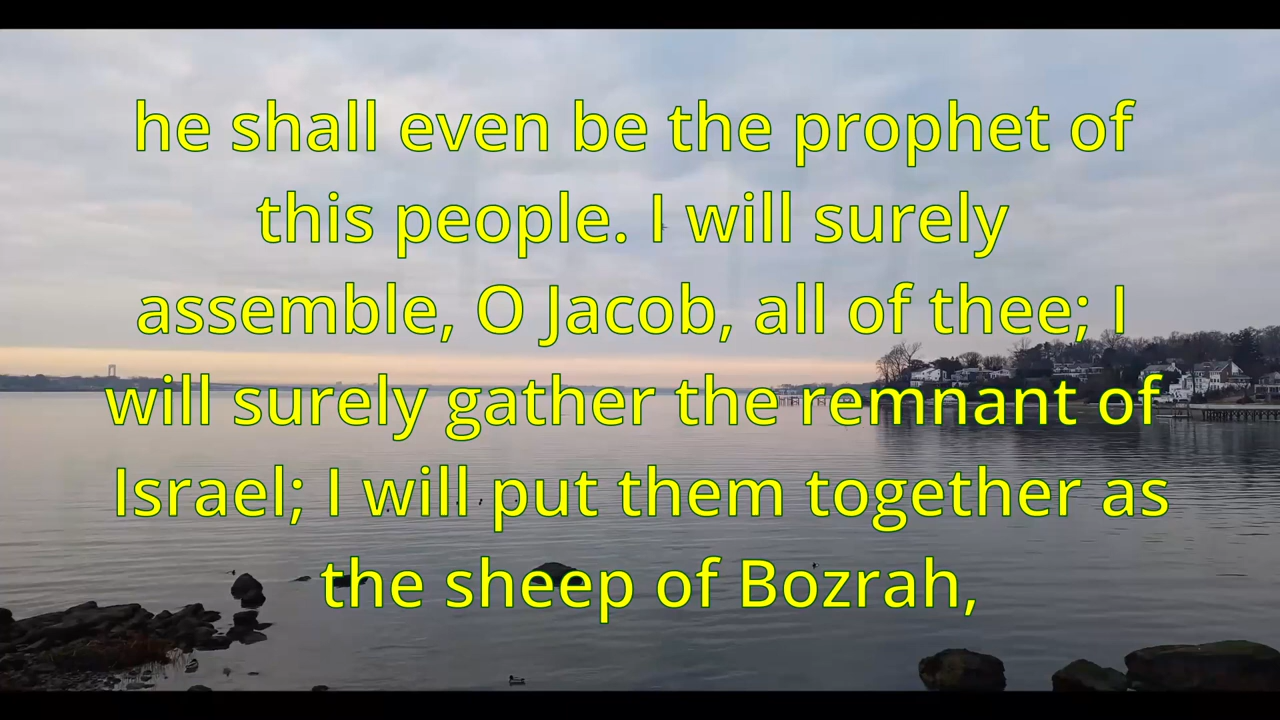 he shall even be the prophet of
this people. I will surely
assemble, O Jacob, all of thee; I
will surely gather the remnant of
Israel; I will put them together as
the sheep of Bozrah,